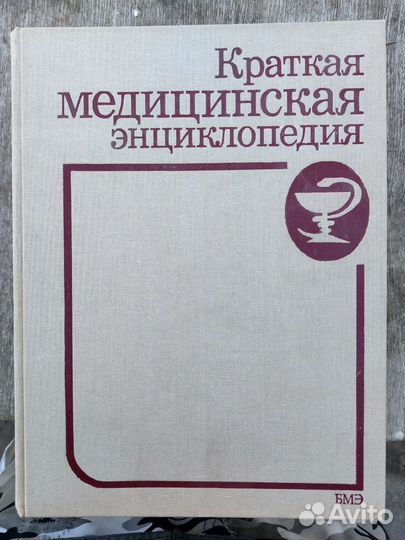 Краткая
медицинская
энциклопедия
БМЭ
Avito